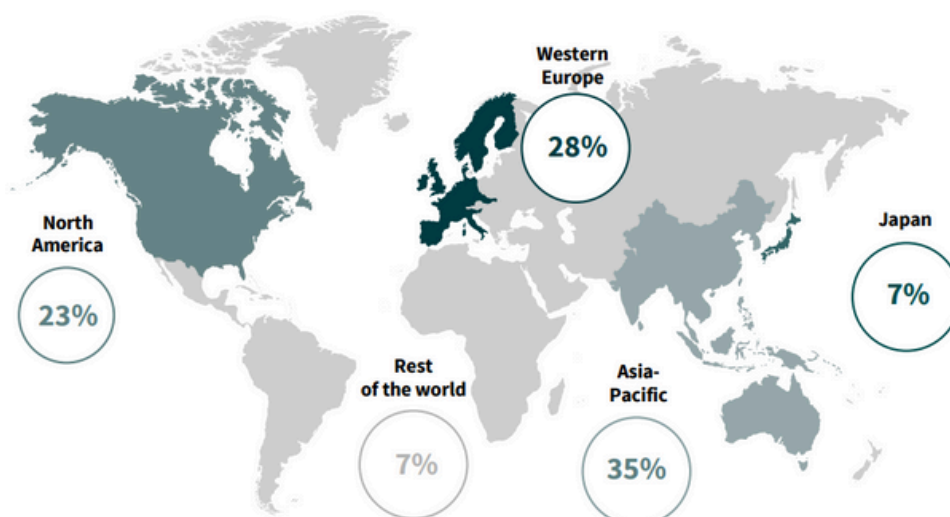 Western
Europe
28%
North
America
23%
Japan
7%
Rest
of the world
7%
Asia-
Pacific
35%